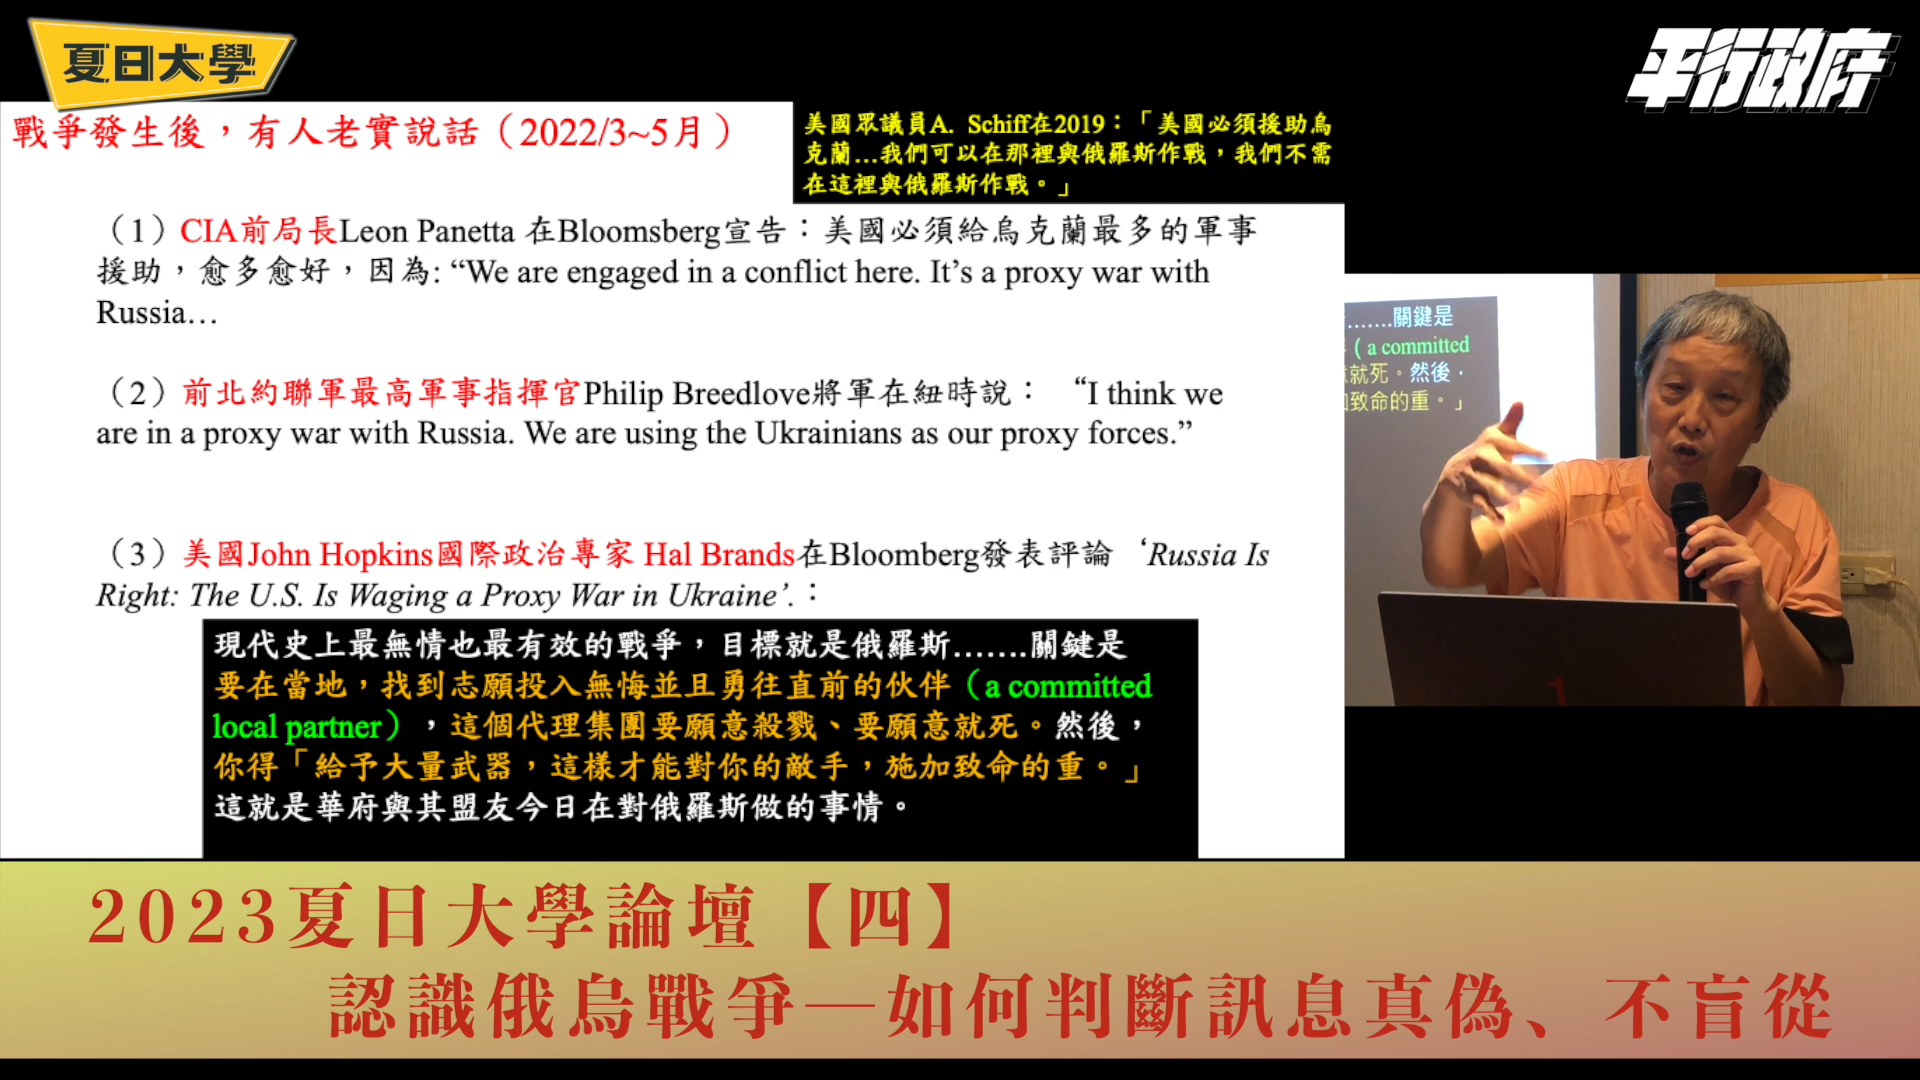 夏日大學
平行政府
戰爭發生後，有人老實說話（2022/3~5月）
美國眾議員A. Schiff在2019：「美國必須援助烏
克蘭...我們可以在那裡與俄羅斯作戰，我們不需
在這裡與俄羅斯作戰。」
（1）CIA前局長Leon Panetta 在Bloomsberg宣告：美國必須給烏克蘭最多的軍事
援助，愈多愈好，因為: “We are engaged in a conflict here. It’s a proxy war with
Russia…
（2）前北約聯軍最高軍事指揮官Philip Breedlove將軍在紐時說： “I think we
are in a proxy war with Russia. We are using the Ukrainians as our proxy forces.”
（3）美國John Hopkins國際政治專家 Hal Brands在Bloomberg發表評論‘Russia Is
Right: The U.S. Is Waging a Proxy War in Ukraine’.：
現代史上最無情也最有效的戰爭，目標就是俄羅斯.......關鍵是
要在當地，找到志願投入無悔並且勇往直前的伙伴（a committed
local partner），這個代理集團要願意殺戮、要願意就死。然後，
你得「給予大量武器，這樣才能對你的敵手，施加致命的重。」
這就是華府與其盟友今日在對俄羅斯做的事情。
.......關鍵是
（a committed
就死。然後，
致命的重。」
2023夏日大學論壇【四】
認識俄烏戰爭—如何判斷訊息真偽、不盲從